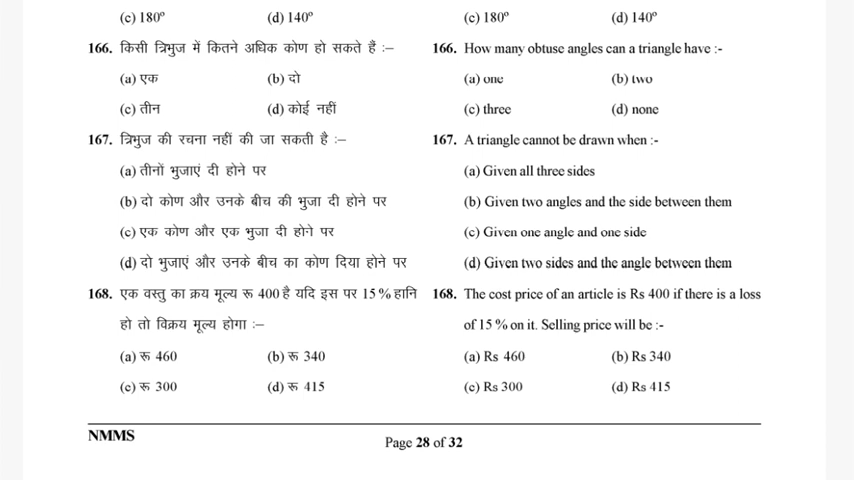 (c) 180º (d) 140º
166. किसी त्रिभुज में कितने अधिक कोण हो सकते हैं :–
(a) एक (b) दो
(c) तीन (d) कोई नहीं
167. त्रिभुज की रचना नहीं की जा सकती है :–
(a) तीनों भुजाएं दी होने पर
(b) दो कोण और उनके बीच की भुजा दी होने पर
(c) एक कोण और एक भुजा दी होने पर
(d) दो भुजाएं और उनके बीच का कोण दिया होने पर
168. एक वस्तु का क्रय मूल्य रू 400 है यदि इस पर 15 % हानि
हो तो विक्रय मूल्य होगा :–
(a) रू 460 (b) रू 340
(c) रू 300 (d) रू 415
(c) 180º (d) 140º
166. How many obtuse angles can a triangle have :-
(a) one (b) two
(c) three (d) none
167. A triangle cannot be drawn when :-
(a) Given all three sides
(b) Given two angles and the side between them
(c) Given one angle and one side
(d) Given two sides and the angle between them
168. The cost price of an article is Rs 400 if there is a loss
of 15 % on it. Selling price will be :-
(a) Rs 460 (b) Rs 340
(c) Rs 300 (d) Rs 415
NMMS
Page 28 of 32